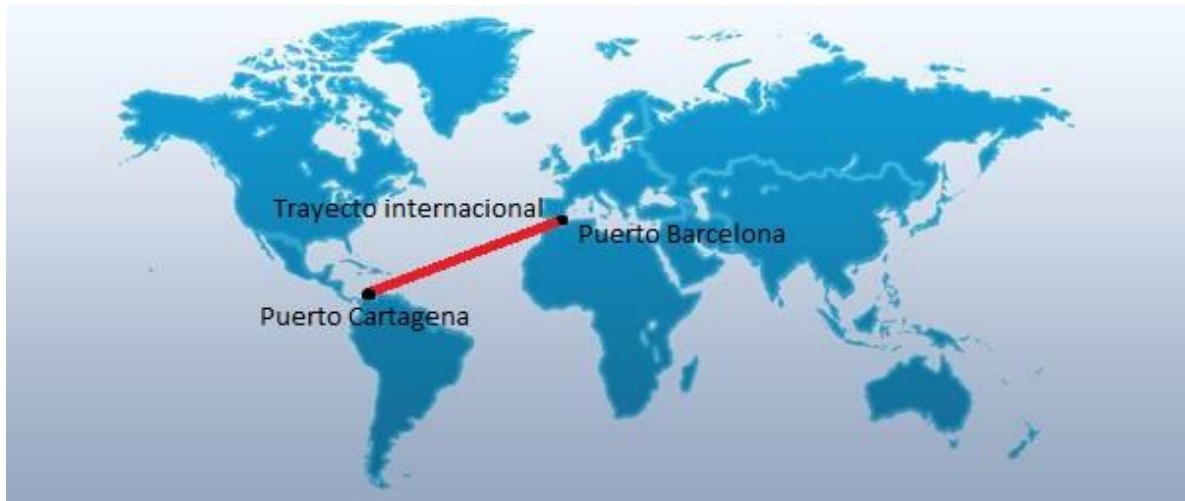 Trayecto internacional
Puerto Barcelona
Puerto Cartagena